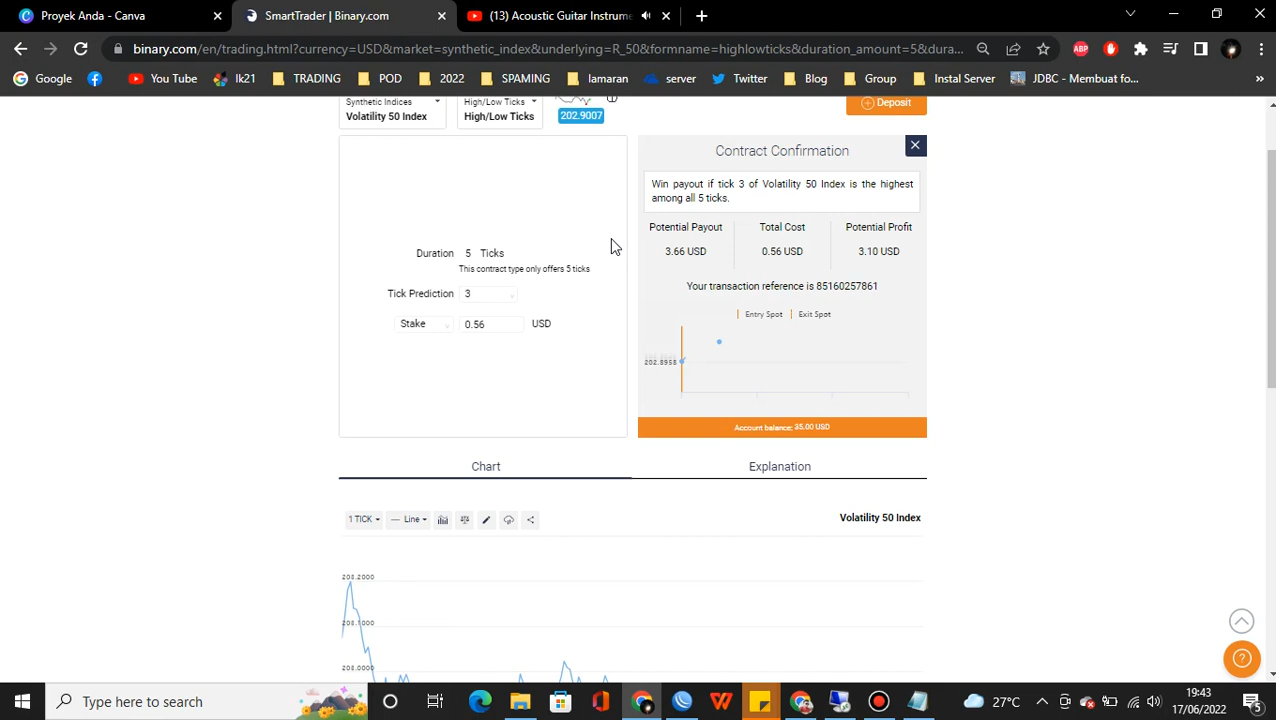 Proyek Anda - Canva
SmartTrader | Binary.com
(13) Acoustic Guitar Instrume
binary.com/en/trading.html?currency=USD&market=synthetic_index&underlying=R_50&formname=highlowticks&duration_amount=5&dura...
Google
You Tube
lk21
TRADING
POD
2022
SPAMING
lamaran
server
Twitter
Blog
Group
Instal Server
JDBC - Membuat fo...
»
Synthetic Indices
Volatility 50 Index
High/Low Ticks
High/Low Ticks
202.9007
Deposit
Contract Confirmation
Win payout if tick 3 of Volatility 50 Index is the highest
among all 5 ticks.
Potential Payout
Total Cost
Potential Profit
3.66 USD
0.56 USD
3.10 USD
Your transaction reference is 85160257861
Entry Spot
Exit Spot
202.8958
Account balance: 35.00 USD
Duration 5 Ticks
This contract type only offers 5 ticks
Tick Prediction 3
Stake 0.56 USD
Chart
Explanation
1 TICK
Line
Volatility 50 Index
208.2000
208.1000
208.0000
Type here to search
27°C
19:43
17/06/2022
5